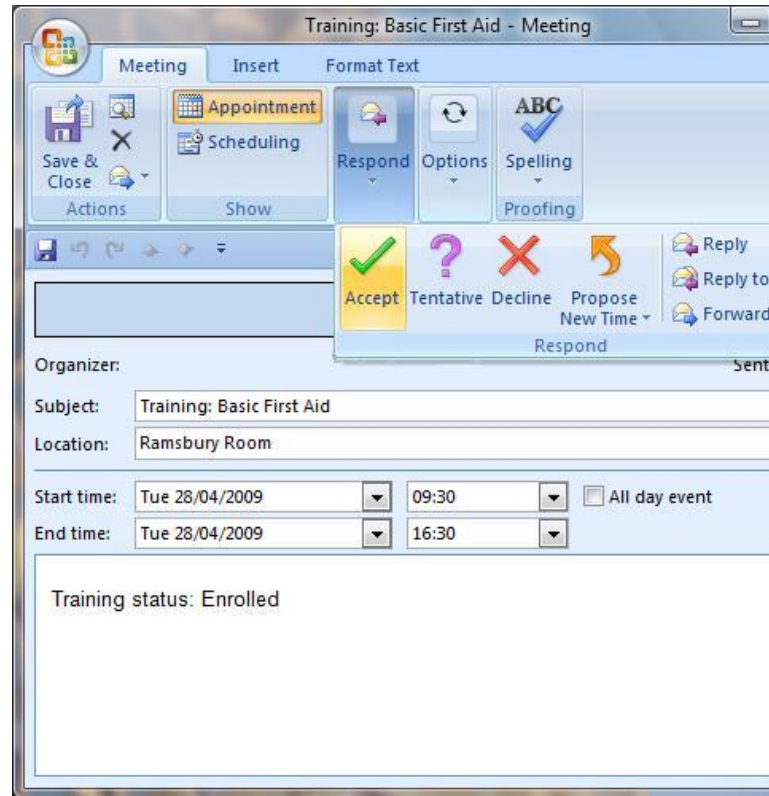 Training: Basic First Aid - Meeting
Meeting Insert Format Text
Save & Close
Actions
Appointment
Scheduling
Show
Respond
Options
ABC
Spelling
Proofing
Accept
Tentative
Decline
Propose New Time
Reply
Reply to
Forward
Respond
Organizer:
Sent
Subject: Training: Basic First Aid
Location: Ramsbury Room
Start time: Tue 28/04/2009 09:30 All day event
End time: Tue 28/04/2009 16:30
Training status: Enrolled